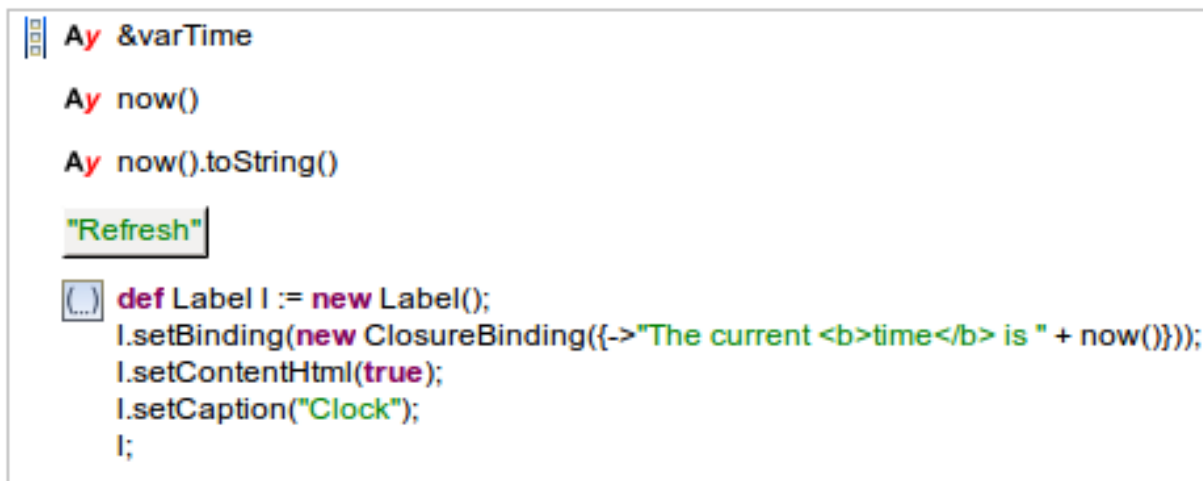 Ay &varTime
Ay now()
Ay now().toString()
"Refresh"
(...) def Label l := new Label();
l.setBinding(new ClosureBinding({->"The current <b>time</b> is " + now()}));
l.setContentHtml(true);
l.setCaption("Clock");
l;